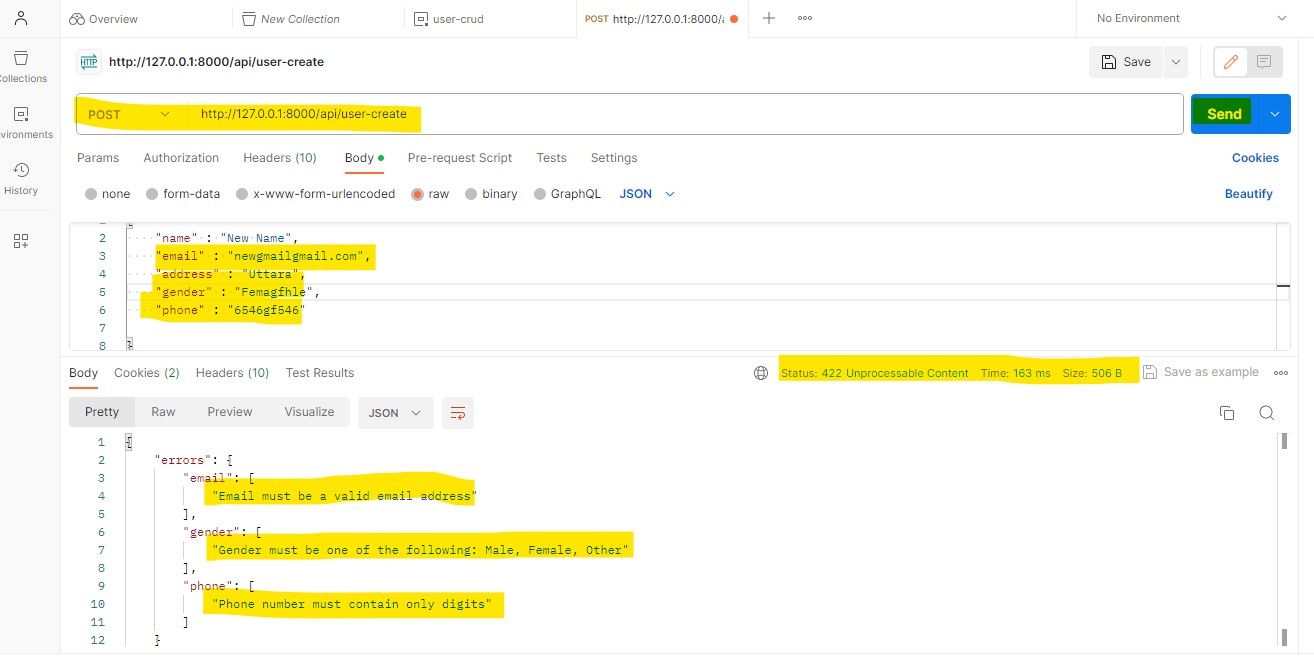 Overview
New Collection
user-crud
POST http://127.0.0.1:8000/a
No Environment
HTTP http://127.0.0.1:8000/api/user-create
Save
Collections
POST http://127.0.0.1:8000/api/user-create
Send
vironments
Params Authorization Headers (10) Body Pre-request Script Tests Settings
Cookies
History
none form-data x-www-form-urlencoded raw binary GraphQL JSON
Beautify
2 "name" : "New Name",
3 "email" : "newgmailgmail.com",
4 "address" : "Uttara",
5 "gender" : "Femagfhle",
6 "phone" : "6546gf546"
7
8 }
Body Cookies (2) Headers (10) Test Results
Status: 422 Unprocessable Content Time: 163 ms Size: 506 B
Save as example
Pretty Raw Preview Visualize JSON
1 {
2 "errors": {
3 "email": [
4 "Email must be a valid email address"
5 ],
6 "gender": [
7 "Gender must be one of the following: Male, Female, Other"
8 ],
9 "phone": [
10 "Phone number must contain only digits"
11 ]
12 }